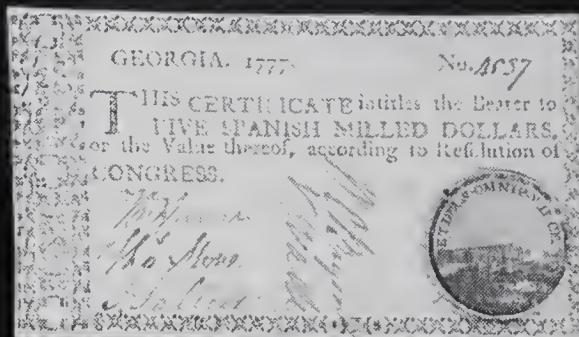 GEORGIA. 1777.
No. 4557
THIS CERTIFICATE intitles the Bearer to
FIVE SPANISH MILLED DOLLARS,
or the Value thereof, according to Resolution of
CONGRESS.